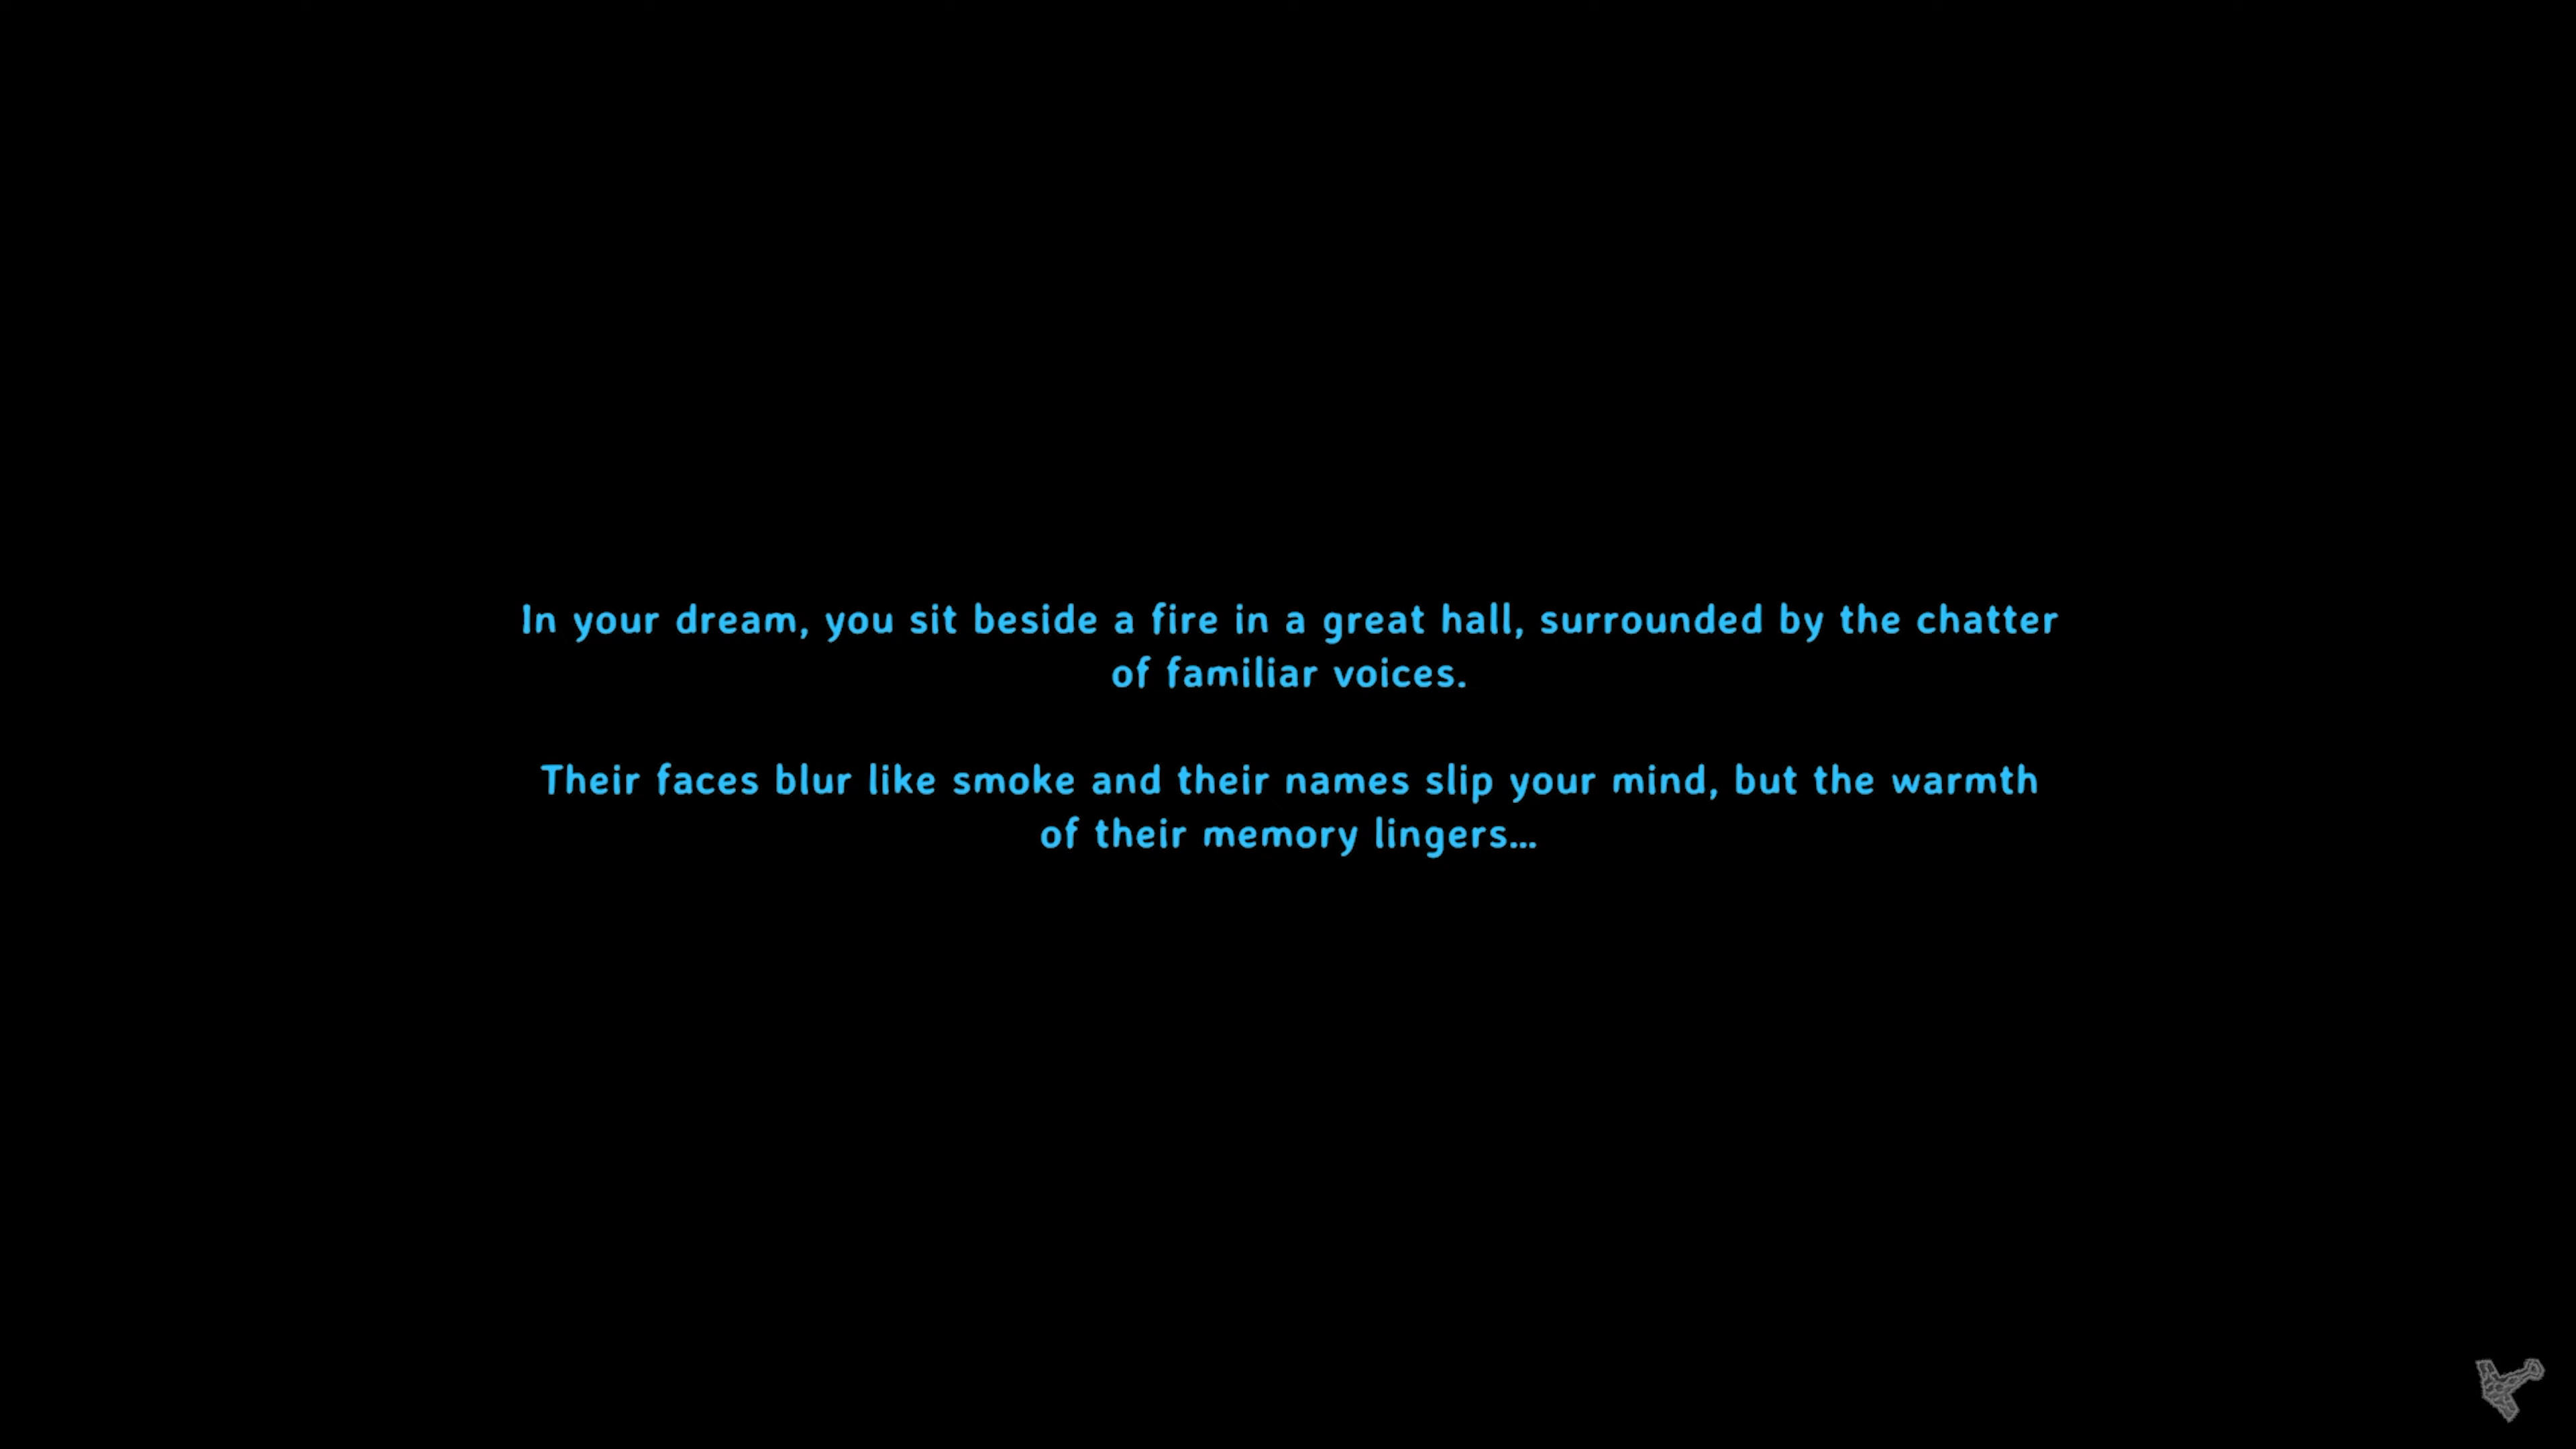 In your dream, you sit beside a fire in a great hall, surrounded by the chatter
of familiar voices.
Their faces blur like smoke and their names slip your mind, but the warmth
of their memory lingers...